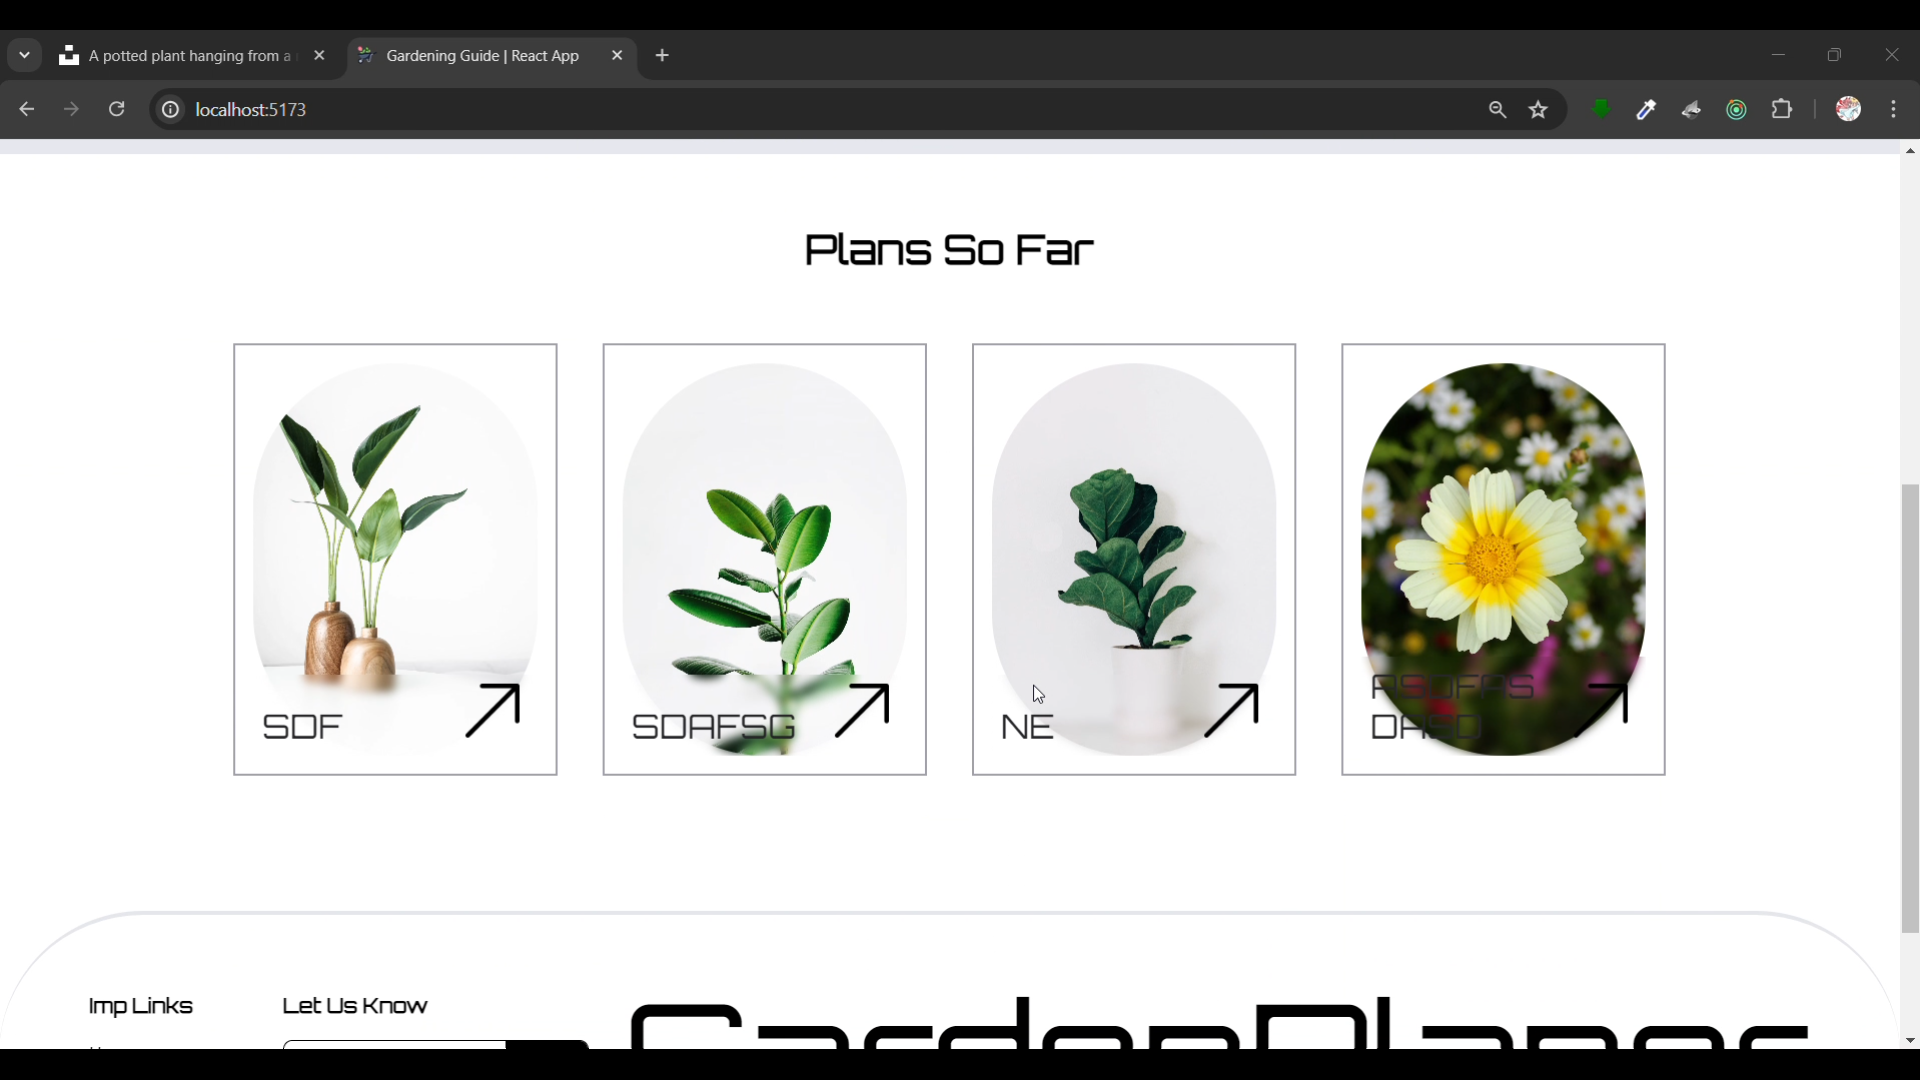 A potted plant hanging from a
Gardening Guide | React App
localhost:5173
Plans So Far
SDF
SDAFSG
NE
ASDFAS
DASD
Imp Links
Let Us Know